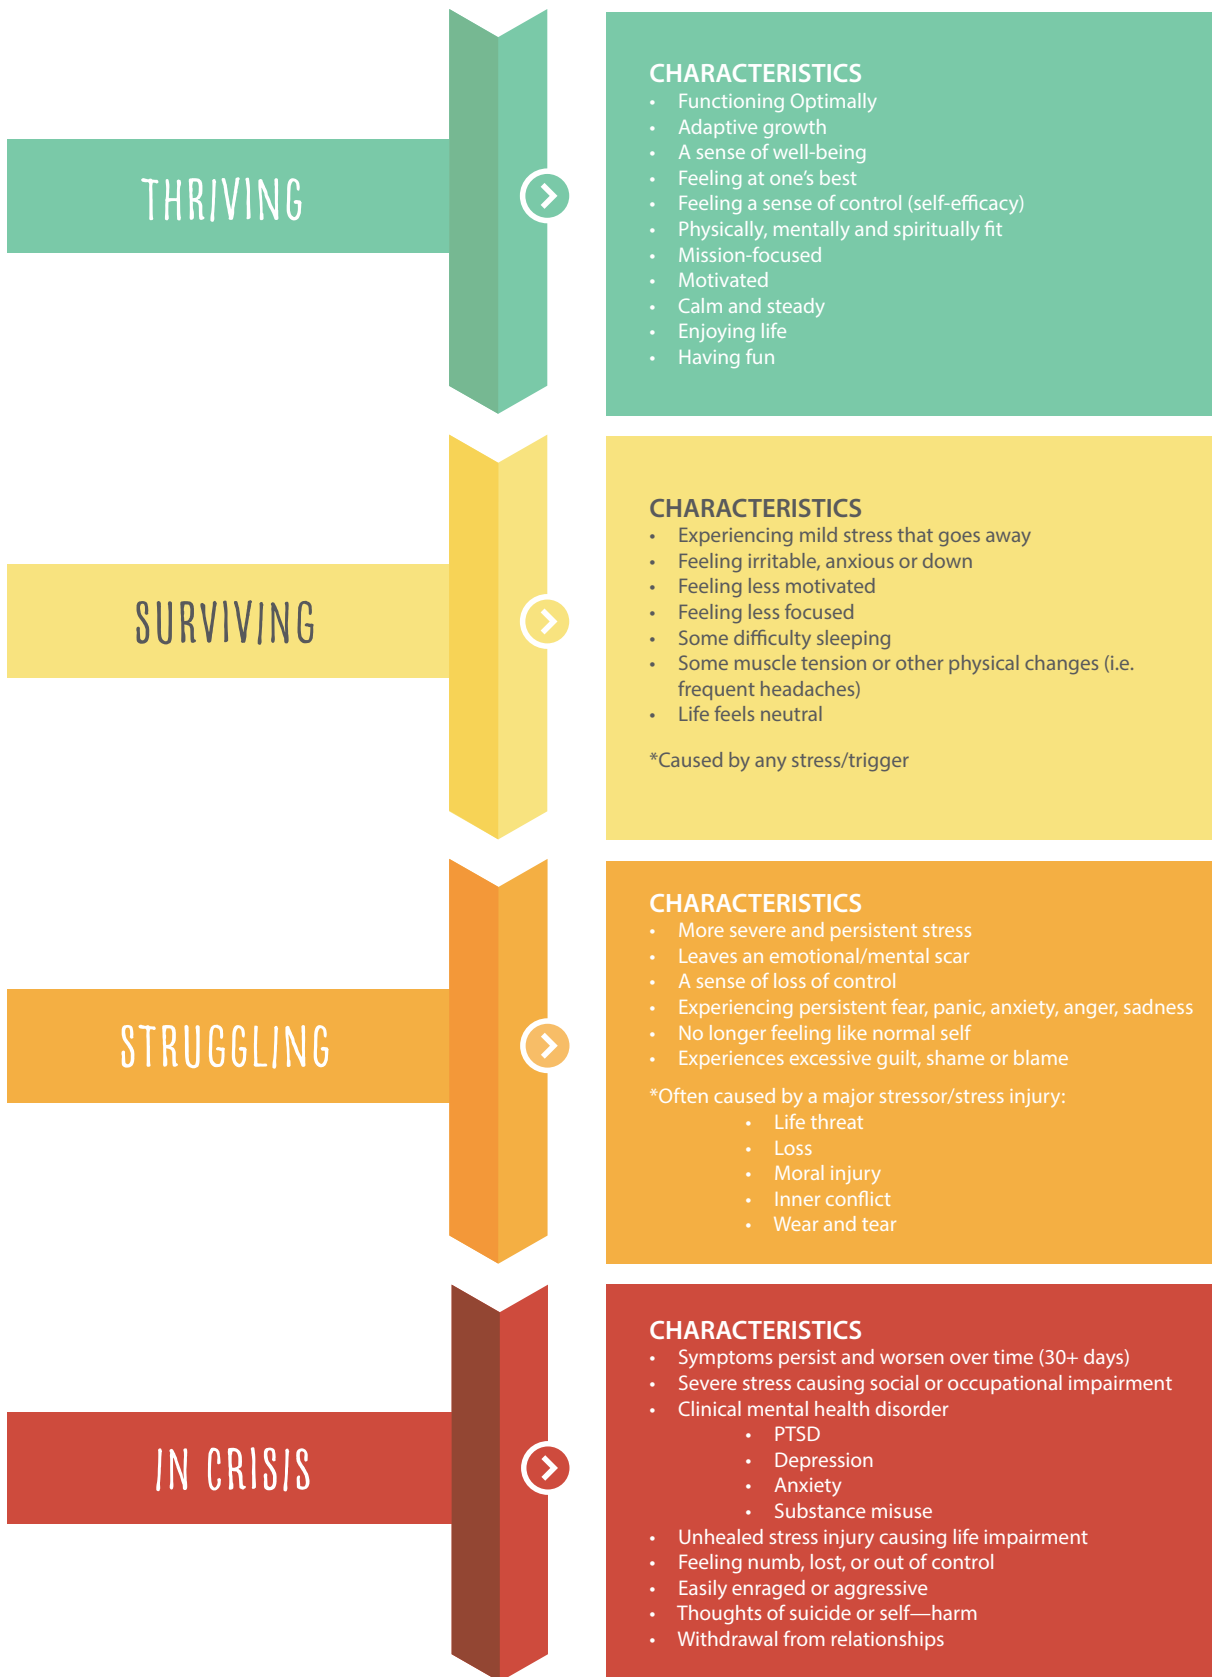 THRIVING
CHARACTERISTICS
• Functioning Optimally
• Adaptive growth
• A sense of well-being
• Feeling at one's best
• Feeling a sense of control (self-efficacy)
• Physically, mentally and spiritually fit
• Mission-focused
• Motivated
• Calm and steady
• Enjoying life
• Having fun
SURVIVING
CHARACTERISTICS
• Experiencing mild stress that goes away
• Feeling irritable, anxious or down
• Feeling less motivated
• Feeling less focused
• Some difficulty sleeping
• Some muscle tension or other physical changes (i.e.
frequent headaches)
• Life feels neutral
*Caused by any stress/trigger
STRUGGLING
CHARACTERISTICS
• More severe and persistent stress
• Leaves an emotional/mental scar
• A sense of loss of control
• Experiencing persistent fear, panic, anxiety, anger, sadness
• No longer feeling like normal self
• Experiences excessive guilt, shame or blame
*Often caused by a major stressor/stress injury:
• Life threat
• Loss
• Moral injury
• Inner conflict
• Wear and tear
IN CRISIS
CHARACTERISTICS
• Symptoms persist and worsen over time (30+ days)
• Severe stress causing social or occupational impairment
• Clinical mental health disorder
• PTSD
• Depression
• Anxiety
• Substance misuse
• Unhealed stress injury causing life impairment
• Feeling numb, lost, or out of control
• Easily enraged or aggressive
• Thoughts of suicide or self—harm
• Withdrawal from relationships